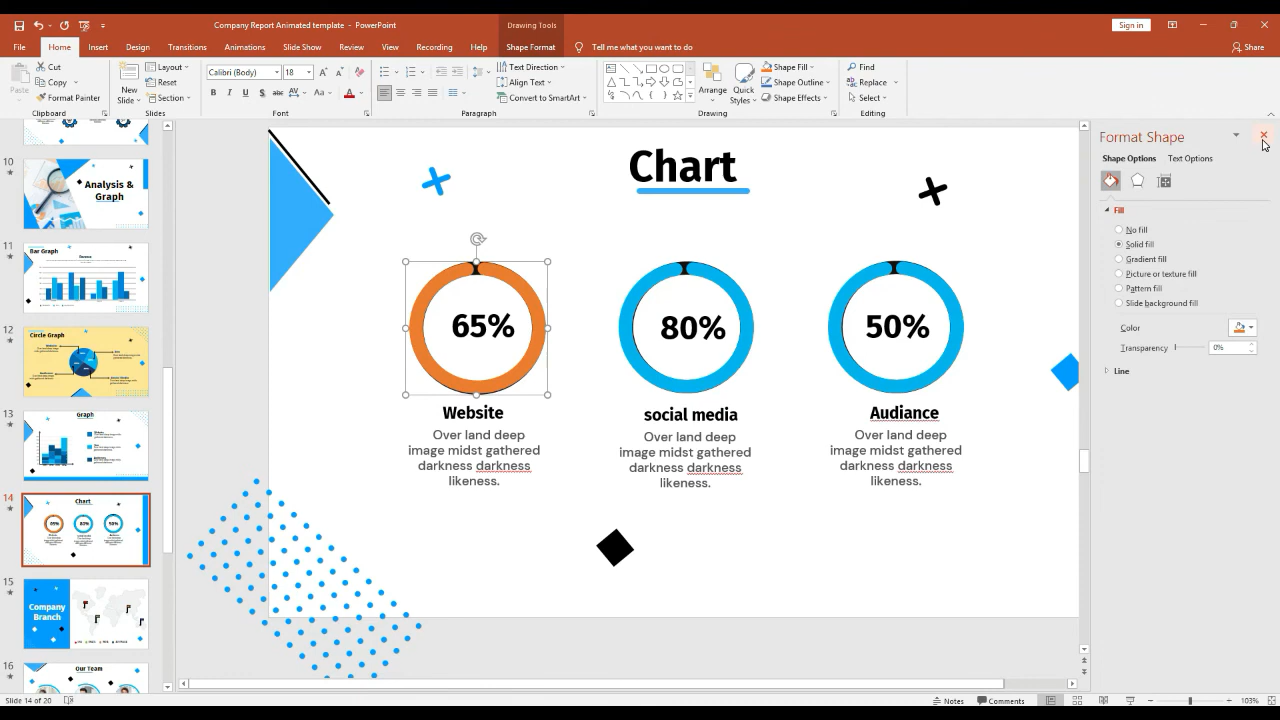 Company Report Animated template - PowerPoint
Drawing Tools
Sign in
File
Home
Insert
Design
Transitions
Animations
Slide Show
Review
View
Recording
Help
Shape Format
Tell me what you want to do
Share
Paste
Cut
Copy
Format Painter
Clipboard
New
Slides
Layout
Reset
Section
Slides
Calibri (Body)
18
Font
Text Direction
Align Text
Convert to SmartArt
Paragraph
Arrange
Quick
Styles
Shape Fill
Shape Outline
Shape Effects
Drawing
Find
Replace
Select
Editing
10
Analysis &
Graph
11
Bar Graph
12
Circle Graph
13
Graph
14
Chart
65%
80%
50%
15
Company
Branch
16
Our Team
Chart
65%
80%
50%
Website
social media
Audiance
Over land deep
image midst gathered
darkness darkness
likeness.
Over land deep
image midst gathered
darkness darkness
likeness.
Over land deep
image midst gathered
darkness darkness
likeness.
Format Shape
Shape Options
Text Options
Fill
No fill
Solid fill
Gradient fill
Picture or texture fill
Pattern fill
Slide background fill
Color
Transparency
0%
Line
Slide 14 of 20
Notes
Comments
103%